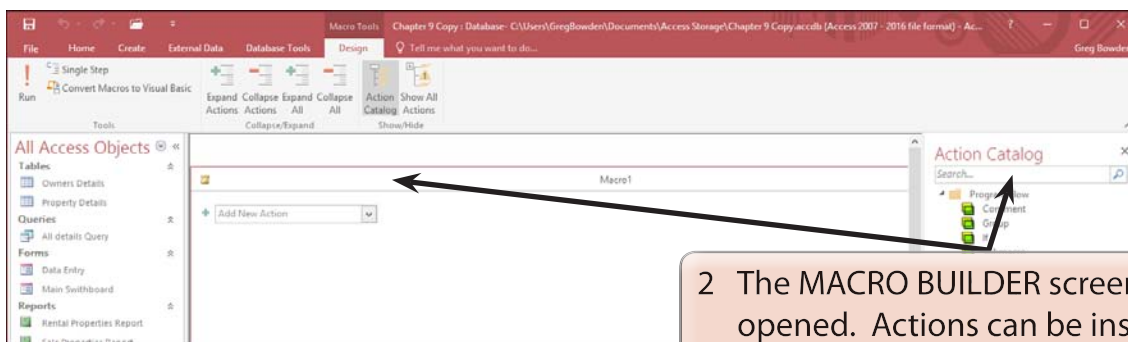 Macro Tools Chapter 9 Copy : Database- C:\Users\GregBowden\Documents\Access Storage\Chapter 9 Copy.accdb (Access 2007 - 2016 file format) - Ac... ?
File Home Create External Data Database Tools Design Tell me what you want to do... Greg Bowden
Run
Single Step
Convert Macros to Visual Basic
Expand Collapse Expand Collapse Action Show All
Actions Actions All All Catalog Actions
Tools Collapse/Expand Show/Hide
All Access Objects
Tables
Owners Details
Property Details
Queries
All details Query
Forms
Data Entry
Main Swithboard
Reports
Rental Properties Report
Sale Properties Report
Macro1
Add New Action
Action Catalog
Search...
Program Flow
Comment
Group
If
2 The MACRO BUILDER screen
opened. Actions can be ins